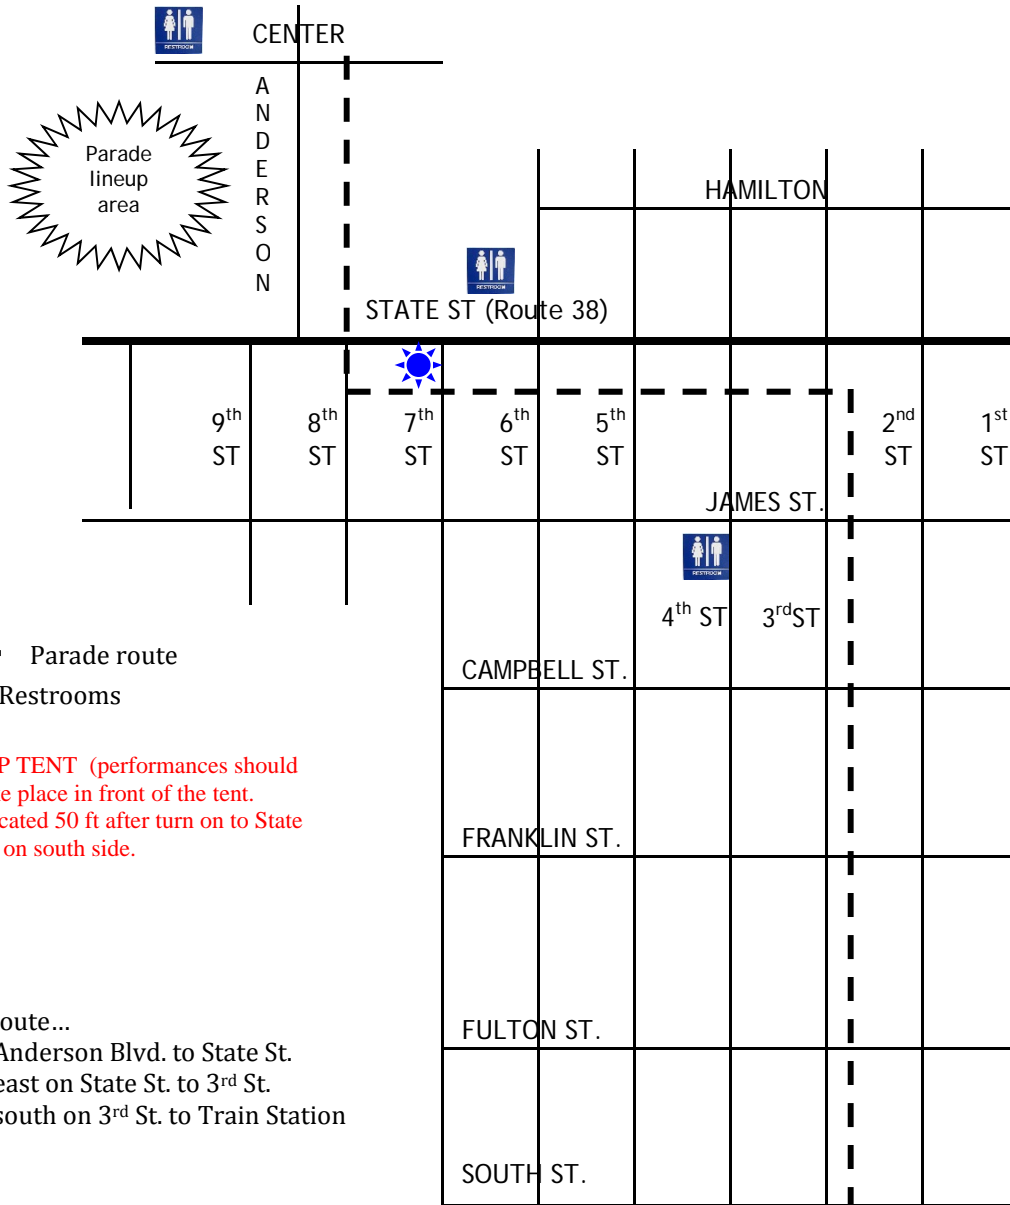 CENTER
RESTROOM
ANDERSON
Parade
lineup
area
HAMILTON
RESTROOM
STATE ST (Route 38)
9th ST
8th ST
7th ST
6th ST
5th ST
2nd ST
1st ST
JAMES ST.
RESTROOM
4th ST
3rdST
Parade route
Restrooms
CAMPBELL ST.
P TENT (performances should
e place in front of the tent.
cated 50 ft after turn on to State
on south side.
FRANKLIN ST.
oute…
Anderson Blvd. to State St.
east on State St. to 3rd St.
south on 3rd St. to Train Station
FULTON ST.
SOUTH ST.